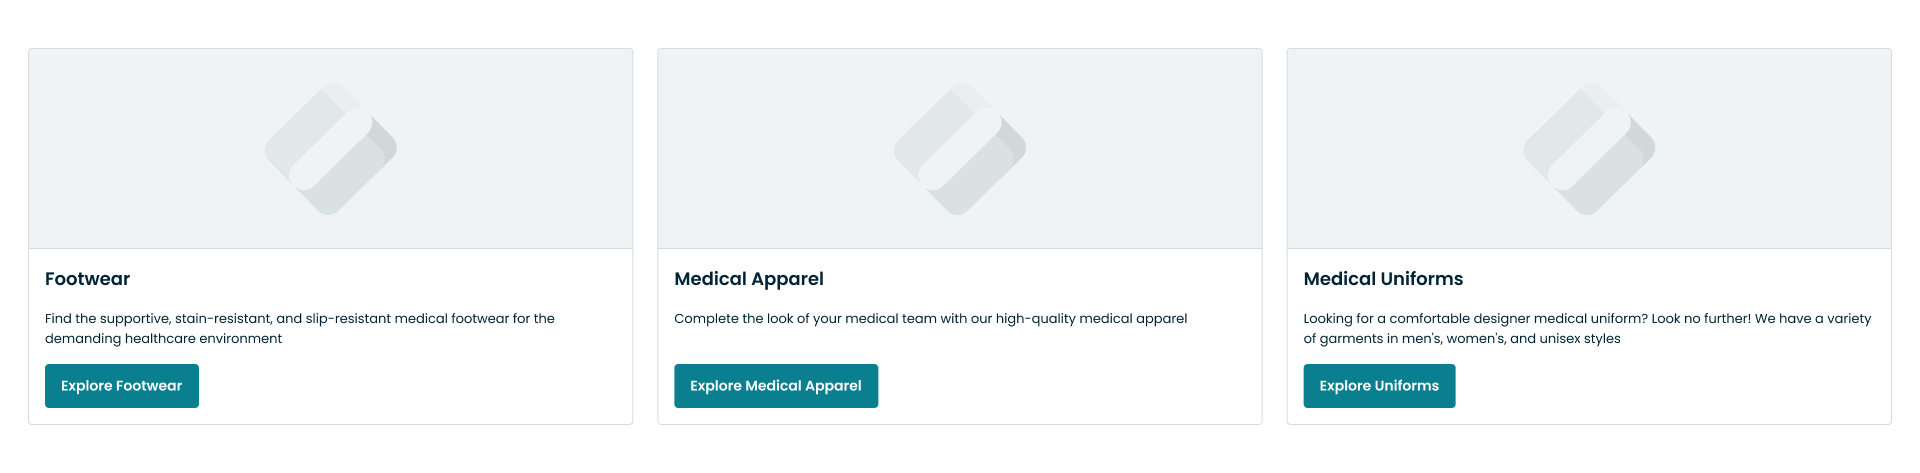 Footwear
Find the supportive, stain-resistant, and slip-resistant medical footwear for the
demanding healthcare environment
Explore Footwear
Medical Apparel
Complete the look of your medical team with our high-quality medical apparel
Explore Medical Apparel
Medical Uniforms
Looking for a comfortable designer medical uniform? Look no further! We have a variety
of garments in men's, women's, and unisex styles
Explore Uniforms